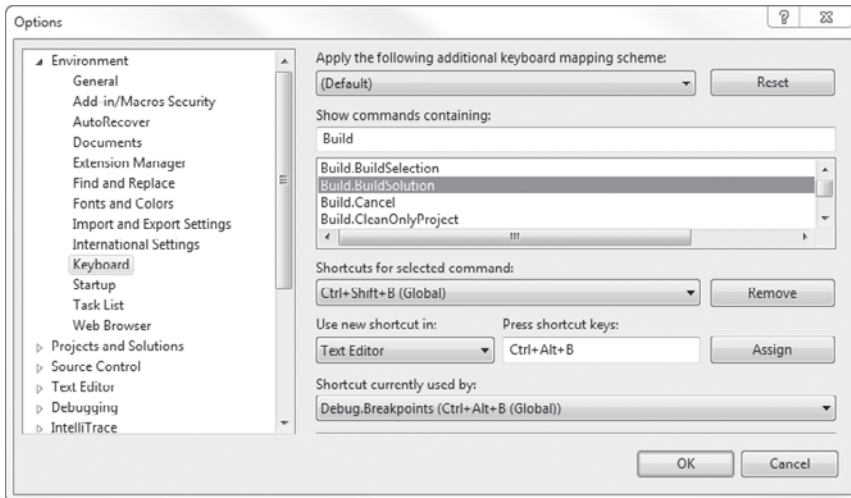 Options
Environment
General
Add-in/Macros Security
AutoRecover
Documents
Extension Manager
Find and Replace
Fonts and Colors
Import and Export Settings
International Settings
Keyboard
Startup
Task List
Web Browser
Projects and Solutions
Source Control
Text Editor
Debugging
IntelliTrace
Apply the following additional keyboard mapping scheme:
(Default)
Reset
Show commands containing:
Build
Build.BuildSelection
Build.BuildSolution
Build.Cancel
Build.CleanOnlyProject
Shortcuts for selected command:
Ctrl+Shift+B (Global)
Remove
Use new shortcut in:
Press shortcut keys:
Text Editor
Ctrl+Alt+B
Assign
Shortcut currently used by:
Debug.Breakpoints (Ctrl+Alt+B (Global))
OK
Cancel